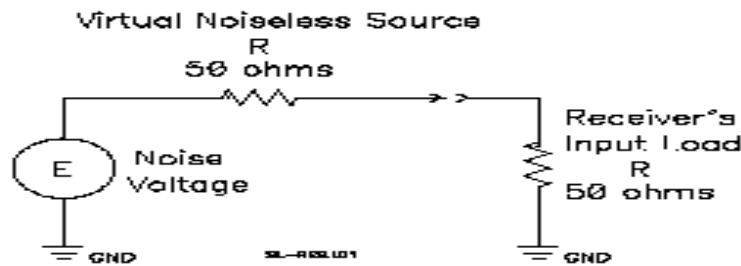 Virtual Noiseless Source
R
50 ohms
E
Noise
Voltage
Receiver's
Input Load
R
50 ohms
GND
GND